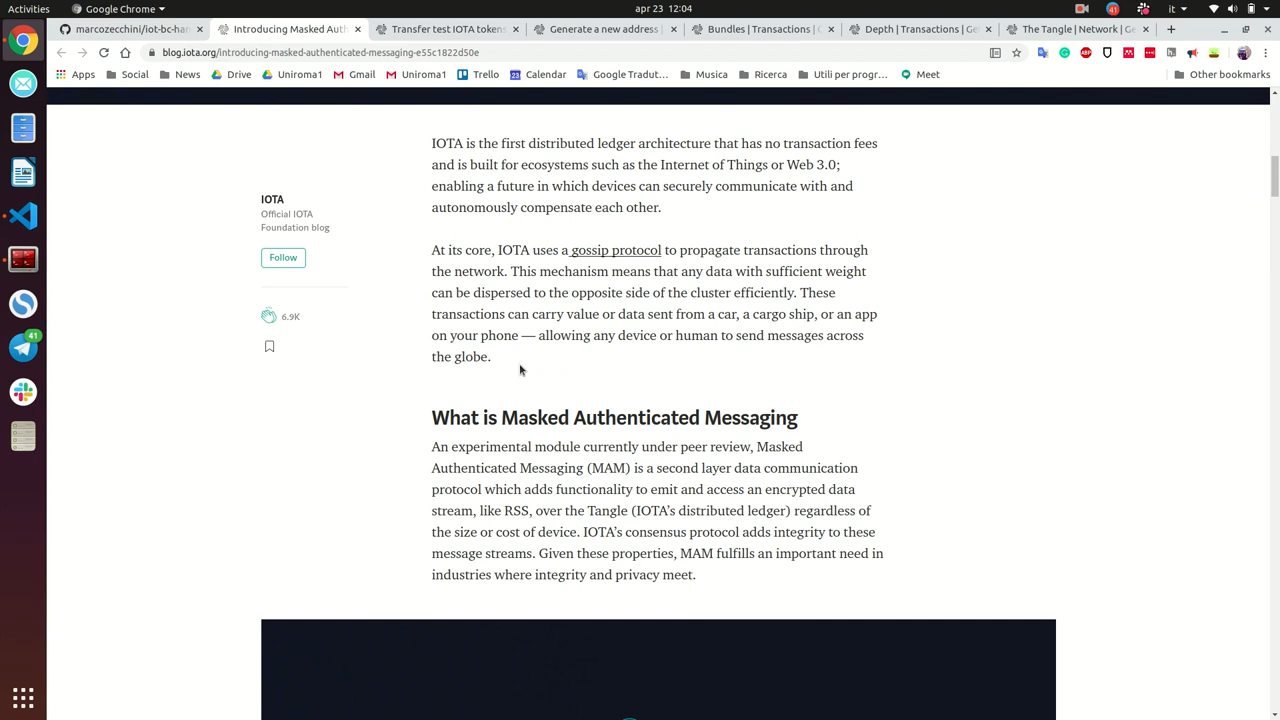 Activities
Google Chrome
apr 23 12:04
41
it
marcozecchini/iot-bc-han
Introducing Masked Auth
Transfer test IOTA tokens
Generate a new address |
Bundles | Transactions |
Depth | Transactions | Ge
The Tangle | Network | Ge
blog.iota.org/introducing-masked-authenticated-messaging-e55c1822d50e
Apps
Social
News
Drive
Uniroma1
Gmail
Uniroma1
Trello
23
Calendar
Google Tradut...
Musica
Ricerca
Utili per progr...
Meet
Other bookmarks
IOTA is the first distributed ledger architecture that has no transaction fees
and is built for ecosystems such as the Internet of Things or Web 3.0;
enabling a future in which devices can securely communicate with and
autonomously compensate each other.
IOTA
Official IOTA
Foundation blog
Follow
6.9K
At its core, IOTA uses a gossip protocol to propagate transactions through
the network. This mechanism means that any data with sufficient weight
can be dispersed to the opposite side of the cluster efficiently. These
transactions can carry value or data sent from a car, a cargo ship, or an app
on your phone — allowing any device or human to send messages across
the globe.
41
What is Masked Authenticated Messaging
An experimental module currently under peer review, Masked
Authenticated Messaging (MAM) is a second layer data communication
protocol which adds functionality to emit and access an encrypted data
stream, like RSS, over the Tangle (IOTA’s distributed ledger) regardless of
the size or cost of device. IOTA’s consensus protocol adds integrity to these
message streams. Given these properties, MAM fulfills an important need in
industries where integrity and privacy meet.